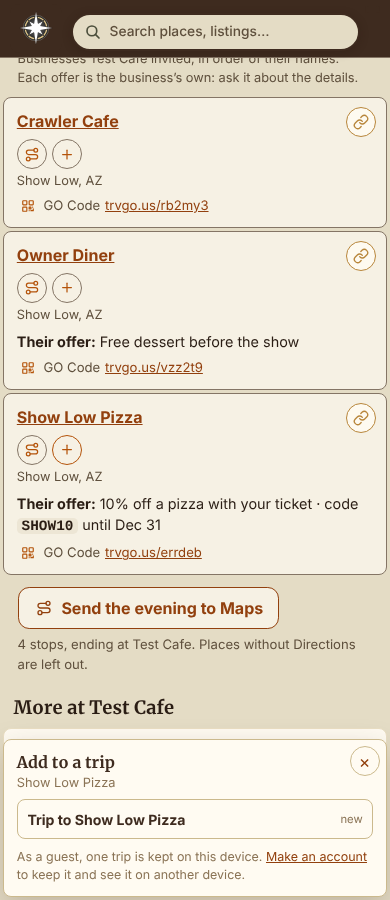 Search places, listings...
Businesses Test Cafe invited, in order of their names.
Each offer is the business’s own: ask it about the details.
Crawler Cafe
Show Low, AZ
GO Code trvgo.us/rb2my3
Owner Diner
Show Low, AZ
Their offer: Free dessert before the show
GO Code trvgo.us/vzz2t9
Show Low Pizza
Show Low, AZ
Their offer: 10% off a pizza with your ticket · code
SHOW10 until Dec 31
GO Code trvgo.us/errdeb
Send the evening to Maps
4 stops, ending at Test Cafe. Places without Directions
are left out.
More at Test Cafe
Add to a trip
Show Low Pizza
Trip to Show Low Pizza new
As a guest, one trip is kept on this device. Make an account
to keep it and see it on another device.